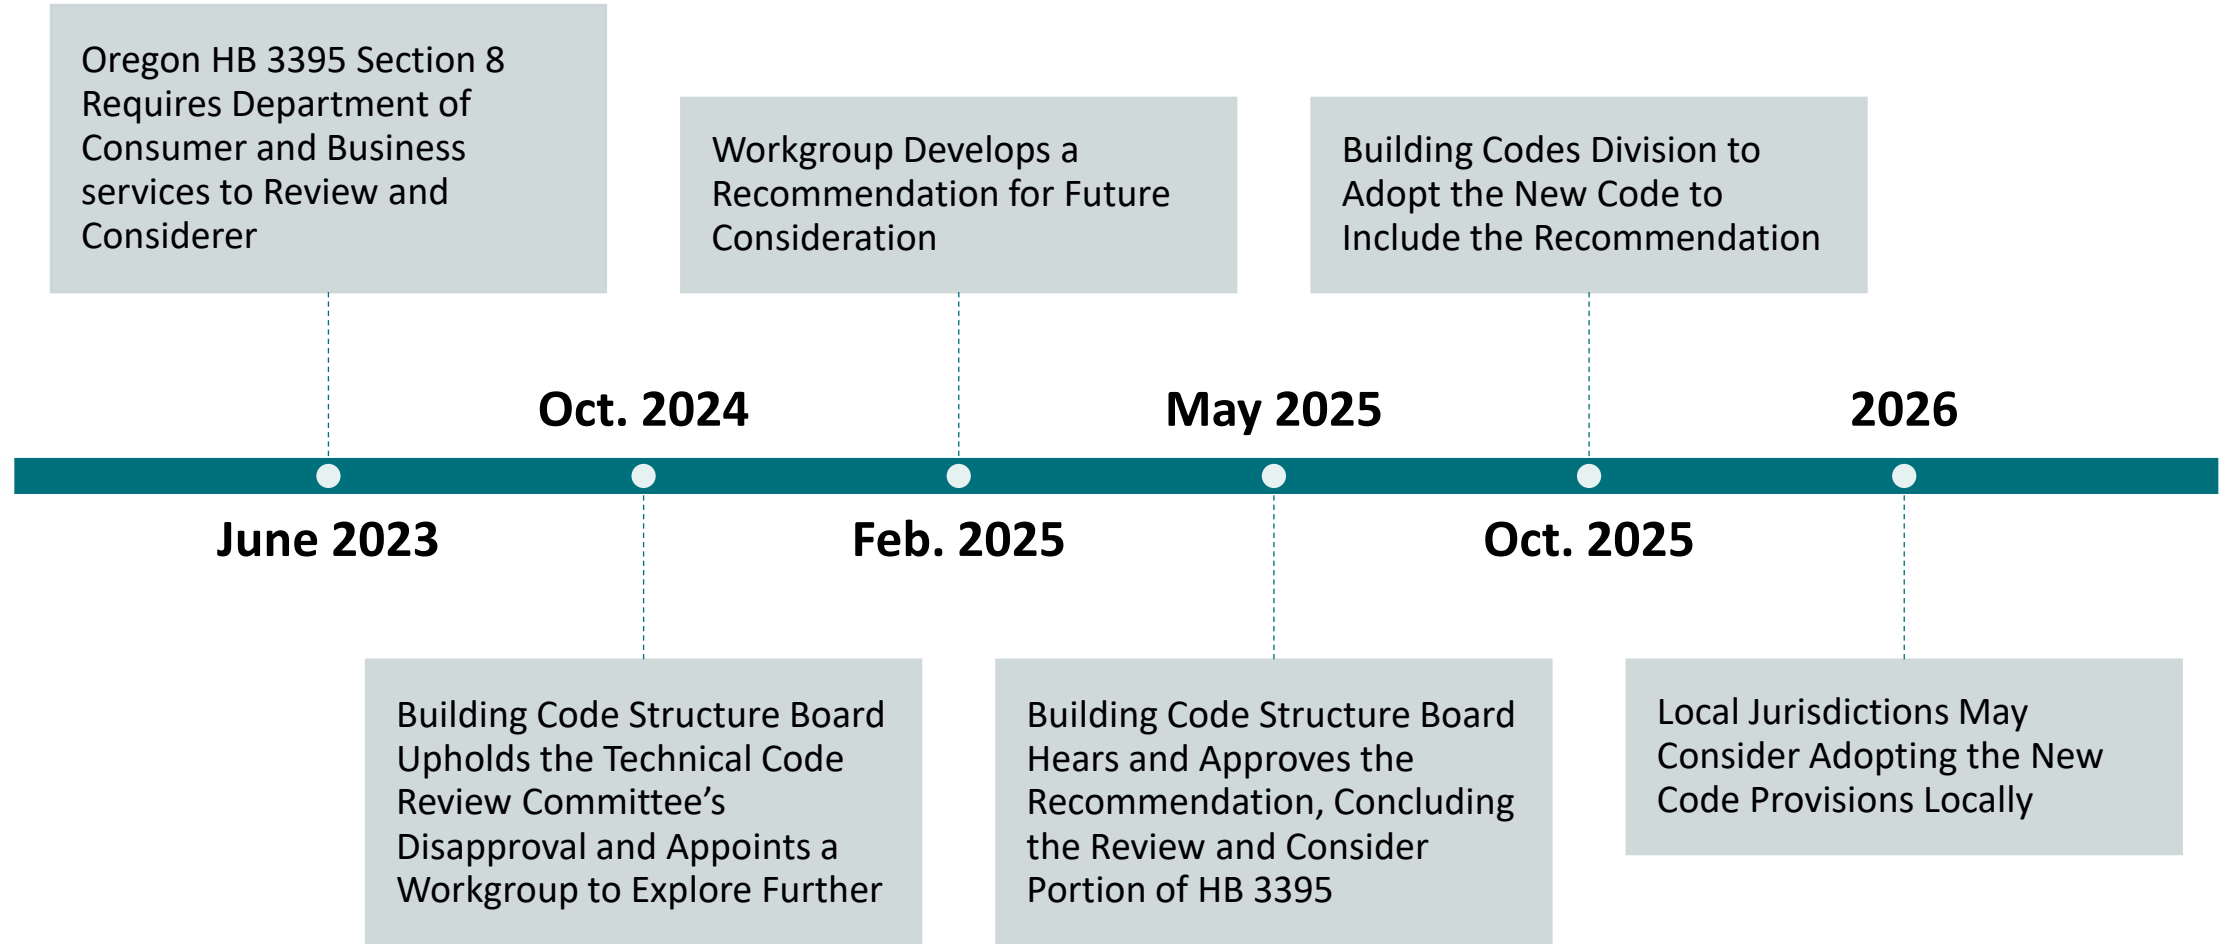 Oregon HB 3395 Section 8
Requires Department of
Consumer and Business
services to Review and
Considerer
Workgroup Develops a
Recommendation for Future
Consideration
Building Codes Division to
Adopt the New Code to
Include the Recommendation
Oct. 2024
May 2025
2026
June 2023
Feb. 2025
Oct. 2025
Building Code Structure Board
Upholds the Technical Code
Review Committee’s
Disapproval and Appoints a
Workgroup to Explore Further
Building Code Structure Board
Hears and Approves the
Recommendation, Concluding
the Review and Consider
Portion of HB 3395
Local Jurisdictions May
Consider Adopting the New
Code Provisions Locally